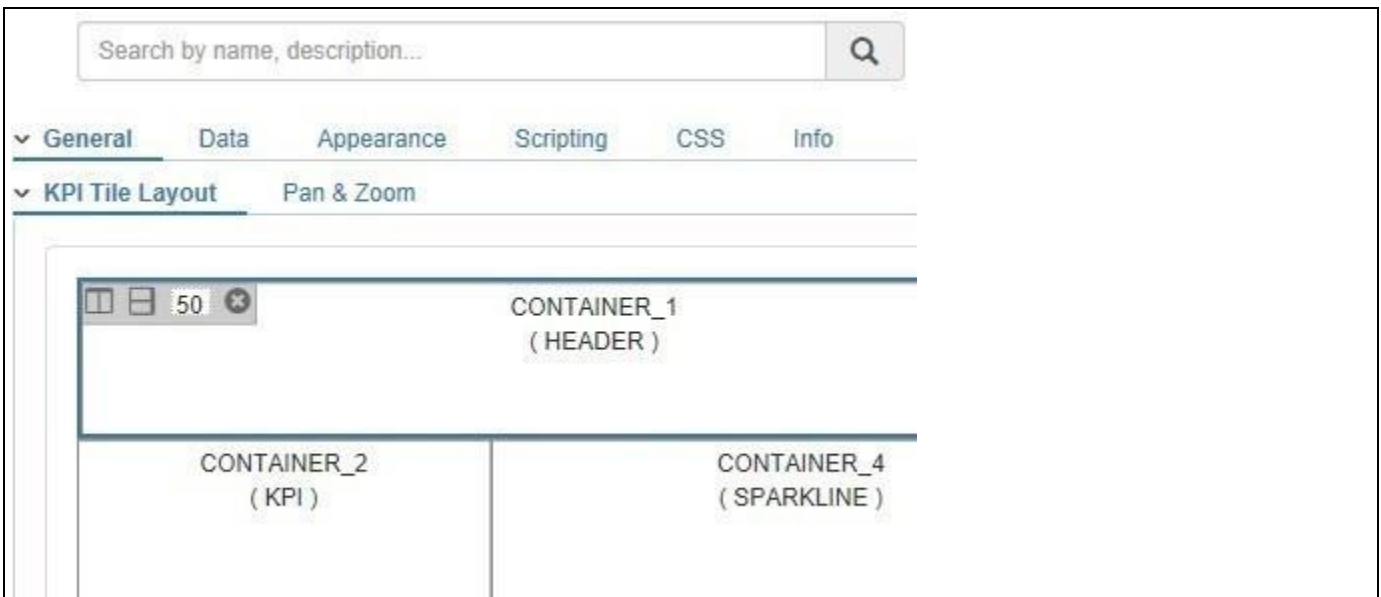 Search by name, description...
General Data Appearance Scripting CSS Info
KPI Tile Layout Pan & Zoom
50
CONTAINER_1
( HEADER )
CONTAINER_2
( KPI )
CONTAINER_4
( SPARKLINE )